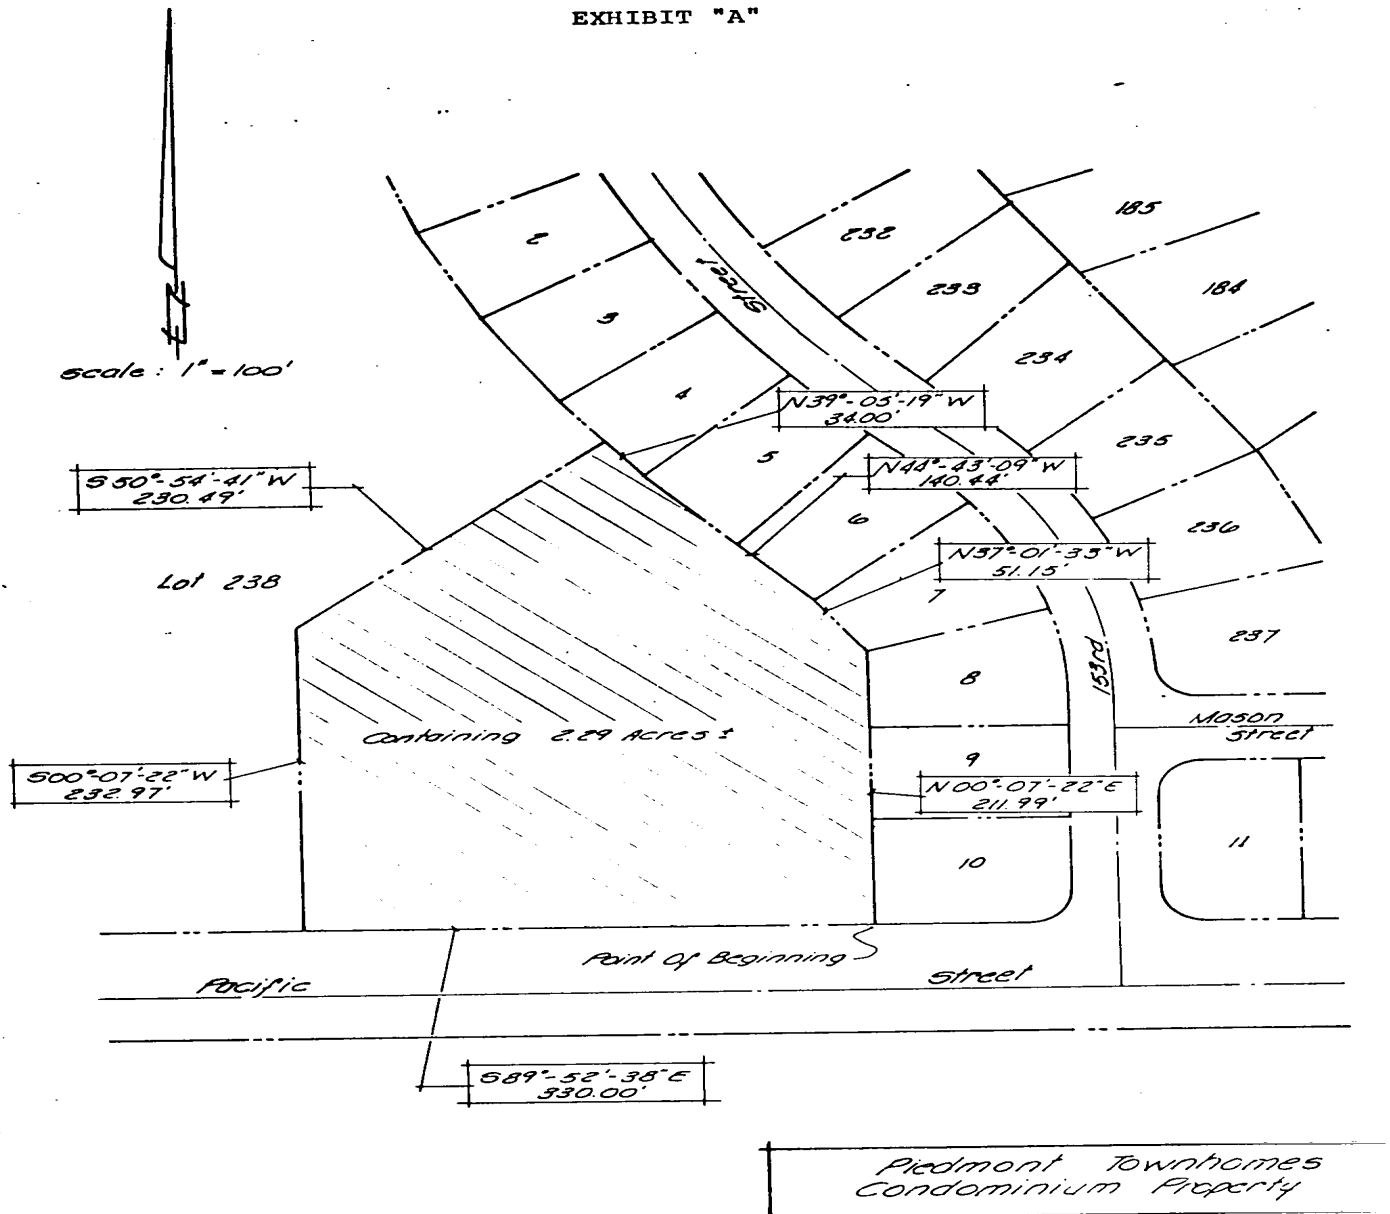 EXHIBIT "A"
185
2
232
Street
233
184
3
234
Scale : 1" = 100'
4
N39°-05'-19" W
34.00'
5
235
S 50°-54'-41" W
230.49'
N44°-43'-09" W
140.44'
6
236
N37°-01'-33" W
51.15'
Lot 238
7
237
8
153rd
Mason
Street
Containing 2.29 Acres ±
9
S00°-07'-22" W
232.97'
N 00°-07'-22" E
211.99'
11
10
Point Of Beginning
Pacific Street
S89°-52'-38" E
330.00'
Piedmont Townhomes
Condominium Property